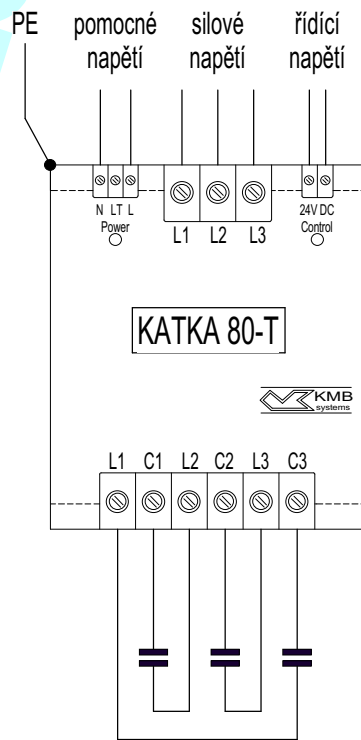 PE pomocné napětí silové napětí řídící napětí
N LT L
Power
L1 L2 L3
24V DC
Control
KATKA 80-T
KMB
systems
L1 C1 L2 C2 L3 C3